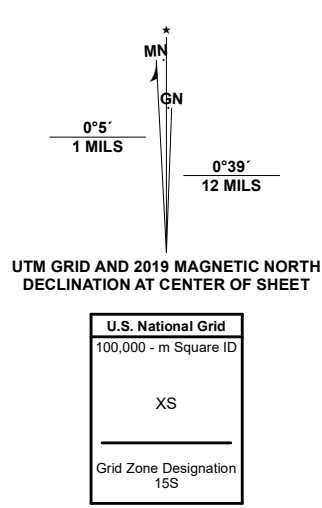 ★
MN
GN
0°5´
1 MILS
0°39´
12 MILS
UTM GRID AND 2019 MAGNETIC NORTH
DECLINATION AT CENTER OF SHEET
U.S. National Grid
100,000 - m Square ID
XS
Grid Zone Designation
15S